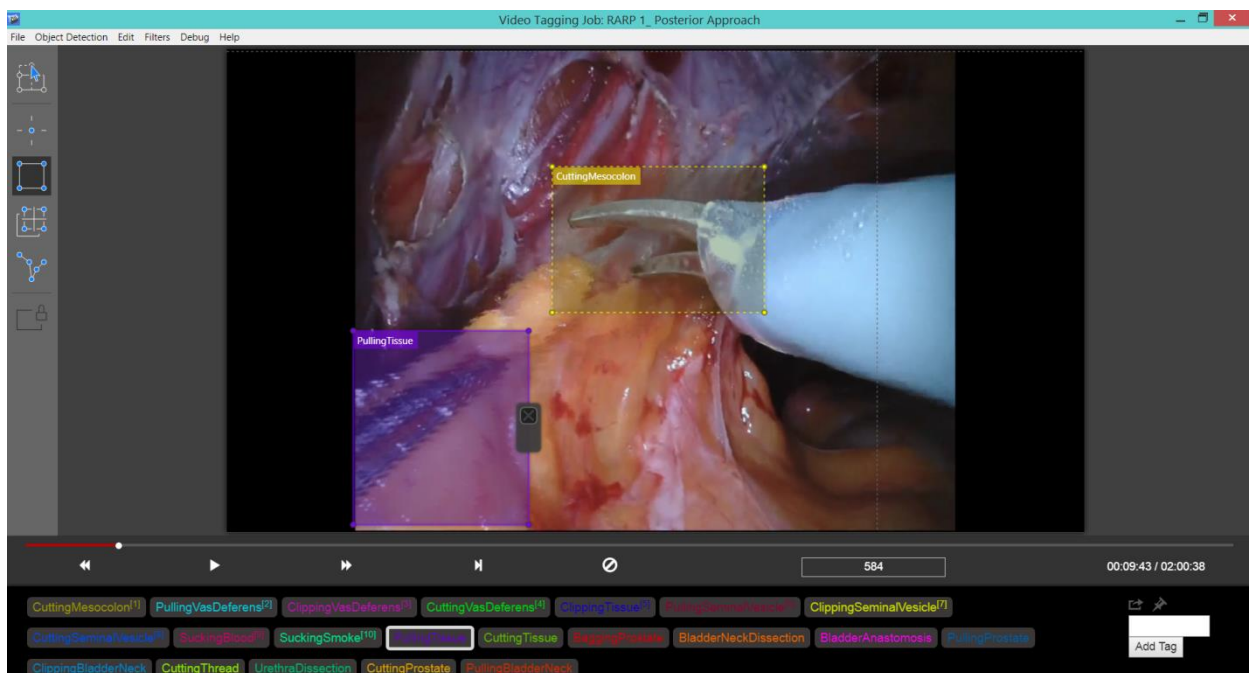 Video Tagging Job: RARP 1_ Posterior Approach
File Object Detection Edit Filters Debug Help
CuttingMesocolon
PullingTissue
584 00:09:43 / 02:00:38
CuttingMesocolon[1] PullingVasDeferens[2] ClippingVasDeferens[3] CuttingVasDeferens[4] ClippingTissue[5] PullingSeminalVesicle[6] ClippingSeminalVesicle[7]
CuttingSeminalVesicle[8] SuckingBlood[9] SuckingSmoke[10] PullingTissue CuttingTissue BaggingProstate BladderNeckDissection BladderAnastomosis PullingProstate
Add Tag
ClippingBladderNeck CuttingThread UrethraDissection CuttingProstate PullingBladderNeck